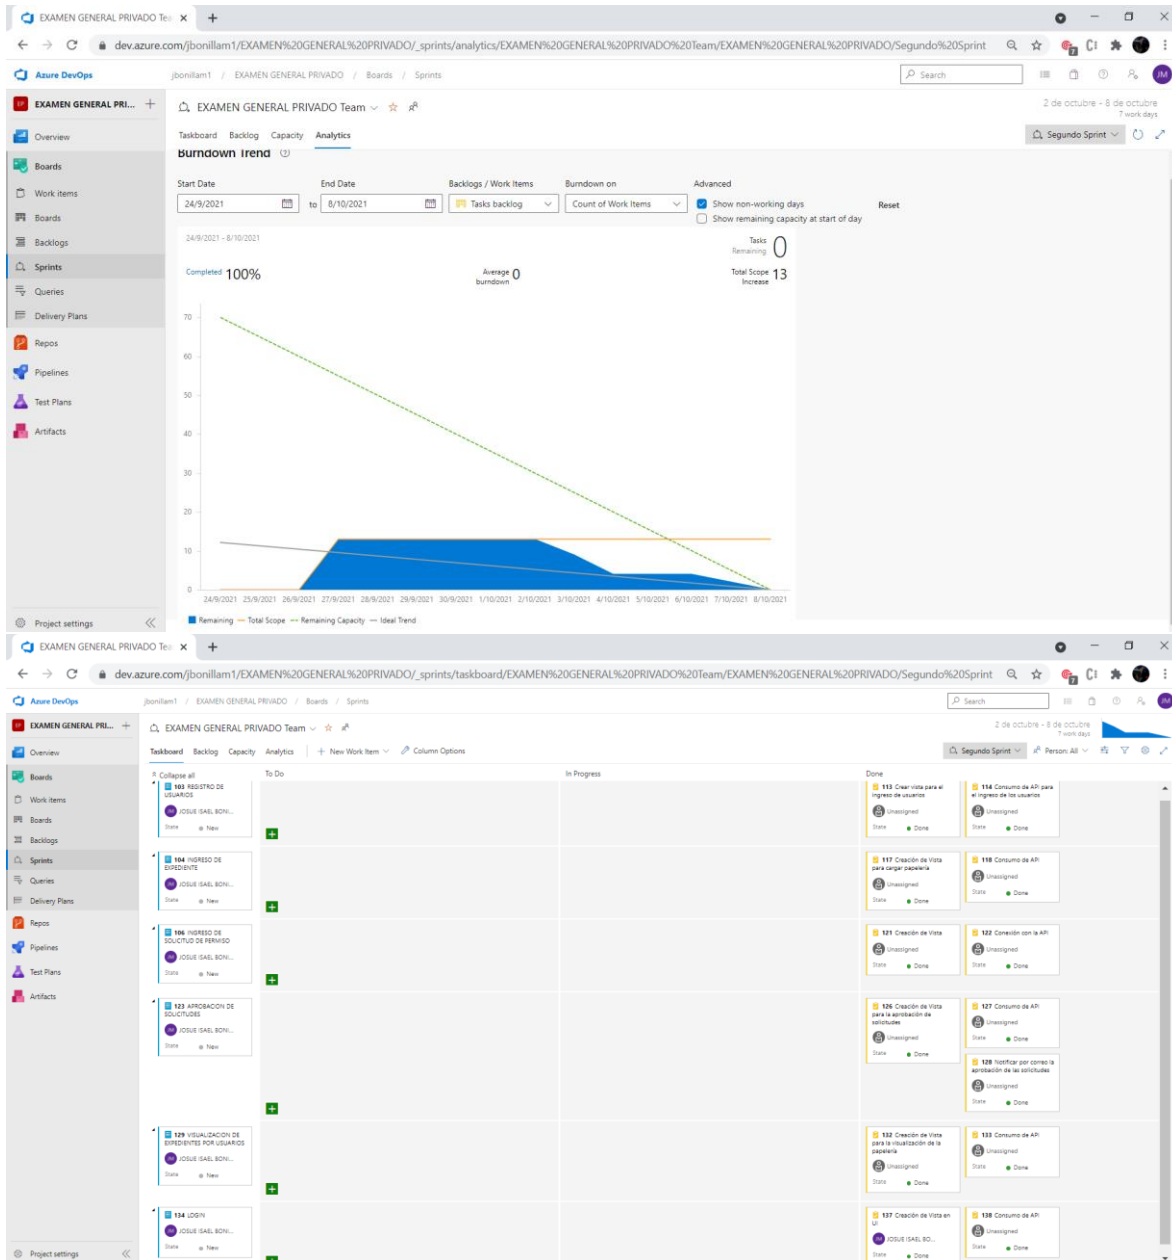 EXAMEN GENERAL PRIVADO Tea
dev.azure.com/jbonillam1/EXAMEN%20GENERAL%20PRIVADO/_sprints/analytics/EXAMEN%20GENERAL%20PRIVADO%20Team/EXAMEN%20GENERAL%20PRIVADO/Segundo%20Sprint
Azure DevOps
jbonillam1 / EXAMEN GENERAL PRIVADO / Boards / Sprints
Search
JM
EP EXAMEN GENERAL PRI...
EXAMEN GENERAL PRIVADO Team
2 de octubre - 8 de octubre
7 work days
Taskboard Backlog Capacity Analytics
Segundo Sprint
Overview
Boards
Work items
Boards
Backlogs
Sprints
Queries
Delivery Plans
Repos
Pipelines
Test Plans
Artifacts
Project settings
Burndown Trend
Start Date End Date Backlogs / Work Items Burndown on Advanced
24/9/2021 to 8/10/2021 Tasks backlog Count of Work Items Show non-working days Reset
Show remaining capacity at start of day
24/9/2021 - 8/10/2021
Tasks Remaining 0
Completed 100%
Average burndown 0
Total Scope Increase 13
70
60
50
40
30
20
10
0
24/9/2021 25/9/2021 26/9/2021 27/9/2021 28/9/2021 29/9/2021 30/9/2021 1/10/2021 2/10/2021 3/10/2021 4/10/2021 5/10/2021 6/10/2021 7/10/2021 8/10/2021
Remaining Total Scope Remaining Capacity Ideal Trend
EXAMEN GENERAL PRIVADO Tea
dev.azure.com/jbonillam1/EXAMEN%20GENERAL%20PRIVADO/_sprints/taskboard/EXAMEN%20GENERAL%20PRIVADO%20Team/EXAMEN%20GENERAL%20PRIVADO/Segundo%20Sprint
Azure DevOps
jbonillam1 / EXAMEN GENERAL PRIVADO / Boards / Sprints
Search
JM
EP EXAMEN GENERAL PRI...
EXAMEN GENERAL PRIVADO Team
2 de octubre - 8 de octubre
7 work days
Taskboard Backlog Capacity Analytics New Work Item Column Options
Segundo Sprint Person: All
Overview
Boards
Work items
Boards
Backlogs
Sprints
Queries
Delivery Plans
Repos
Pipelines
Test Plans
Artifacts
Project settings
Collapse all To Do In Progress Done
103 REGISTRO DE
USUARIOS
JM JOSUE ISAEL BONI...
State New
113 Crear vista para el
ingreso de usuarios
Unassigned
State Done
114 Consumo de API para
el ingreso de los usuarios
Unassigned
State Done
104 INGRESO DE
EXPEDIENTE
JM JOSUE ISAEL BONI...
State New
117 Creación de Vista
para cargar papelería
Unassigned
State Done
118 Consumo de API
Unassigned
State Done
106 INGRESO DE
SOLICITUD DE PERMISO
JM JOSUE ISAEL BONI...
State New
121 Creación de Vista
Unassigned
State Done
122 Conexión con la API
Unassigned
State Done
123 APROBACION DE
SOLICITUDES
JM JOSUE ISAEL BONI...
State New
126 Creación de Vista
para la aprobación de
solicitudes
Unassigned
State Done
127 Consumo de API
Unassigned
State Done
128 Notificar por correo la
aprobación de las solicitudes
Unassigned
State Done
129 VISUALIZACION DE
EXPEDIENTES POR USUARIOS
JM JOSUE ISAEL BONI...
State New
132 Creación de Vista
para la visualización de la
papelería
Unassigned
State Done
133 Consumo de API
Unassigned
State Done
134 LOGIN
JM JOSUE ISAEL BONI...
State New
137 Creación de Vista en
UI
JM JOSUE ISAEL BO...
State Done
138 Consumo de API
Unassigned
State Done